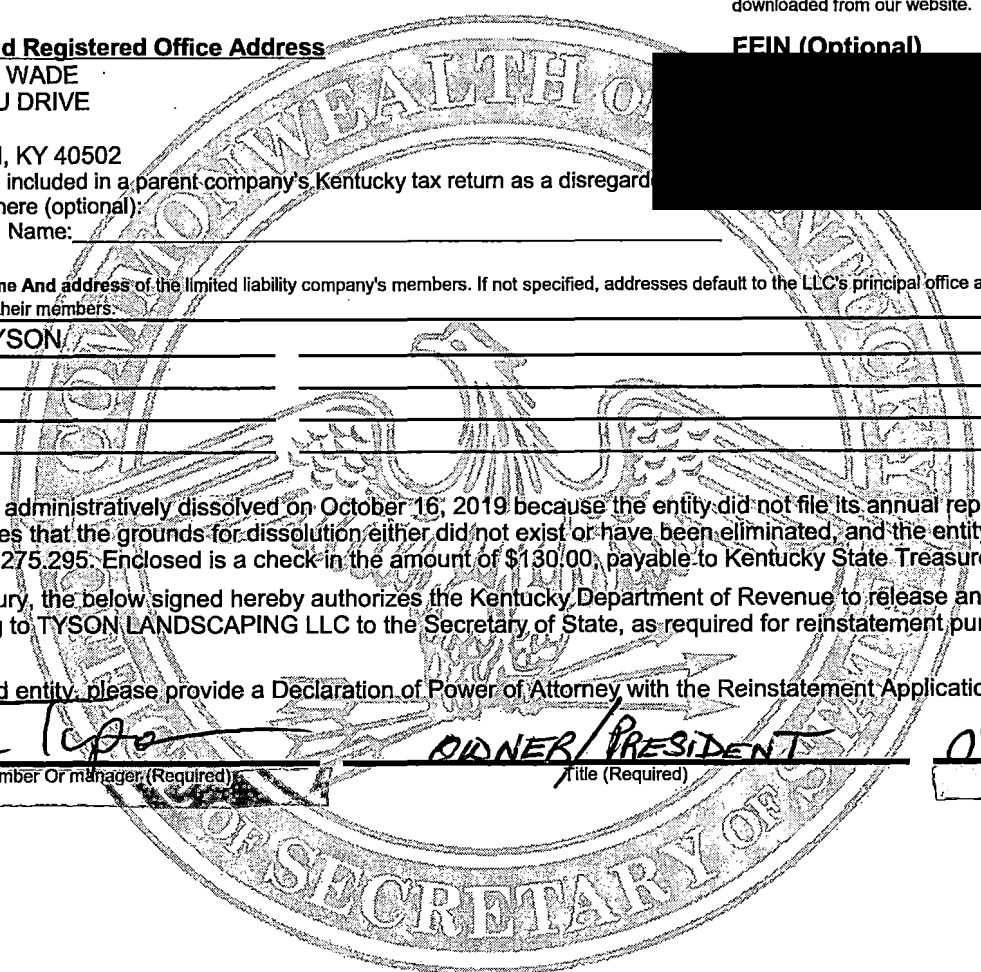 downloaded from our website.
d Registered Office Address
FEIN (Optional)
WADE
U DRIVE
, KY 40502
included in a parent company's Kentucky tax return as a disregard
here (optional):
Name:
me And address of the limited liability company's members. If not specified, addresses default to the LLC's principal office a
their members.
YSON
administratively dissolved on October 16, 2019 because the entity did not file its annual rep
es that the grounds for dissolution either did not exist or have been eliminated, and the entity
275.295. Enclosed is a check in the amount of $130.00, payable to Kentucky State Treasure
ury, the below signed hereby authorizes the Kentucky Department of Revenue to release an
g to TYSON LANDSCAPING LLC to the Secretary of State, as required for reinstatement pur
d entity, please provide a Declaration of Power of Attorney with the Reinstatement Applicatio
OWNER/PRESIDENT
mber Or manager (Required)
Title (Required)
COMMONWEALTH OF KENTUCKY
OF SECRETARY OF STATE